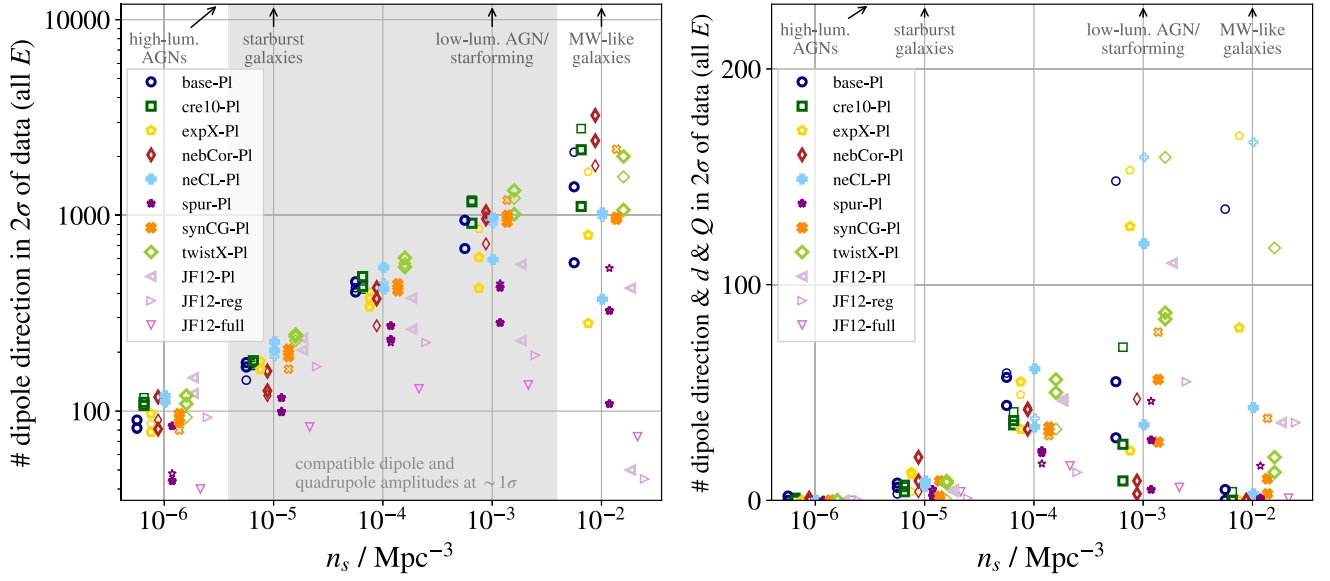 # dipole direction in 2σ of data (all E)
10000
1000
100
high-lum.
AGNs
starburst
galaxies
low-lum. AGN/
starforming
MW-like
galaxies
base-Pl
cre10-Pl
expX-Pl
nebCor-Pl
neCL-Pl
spur-Pl
synCG-Pl
twistX-Pl
JF12-Pl
JF12-reg
JF12-full
compatible dipole and
quadrupole amplitudes at ~ 1σ
10⁻⁶ 10⁻⁵ 10⁻⁴ 10⁻³ 10⁻²
nₛ / Mpc⁻³
# dipole direction & d & Q in 2σ of data (all E)
200
100
0
high-lum.
AGNs
starburst
galaxies
low-lum. AGN/
starforming
MW-like
galaxies
base-Pl
cre10-Pl
expX-Pl
nebCor-Pl
neCL-Pl
spur-Pl
synCG-Pl
twistX-Pl
JF12-Pl
JF12-reg
JF12-full
10⁻⁶ 10⁻⁵ 10⁻⁴ 10⁻³ 10⁻²
nₛ / Mpc⁻³